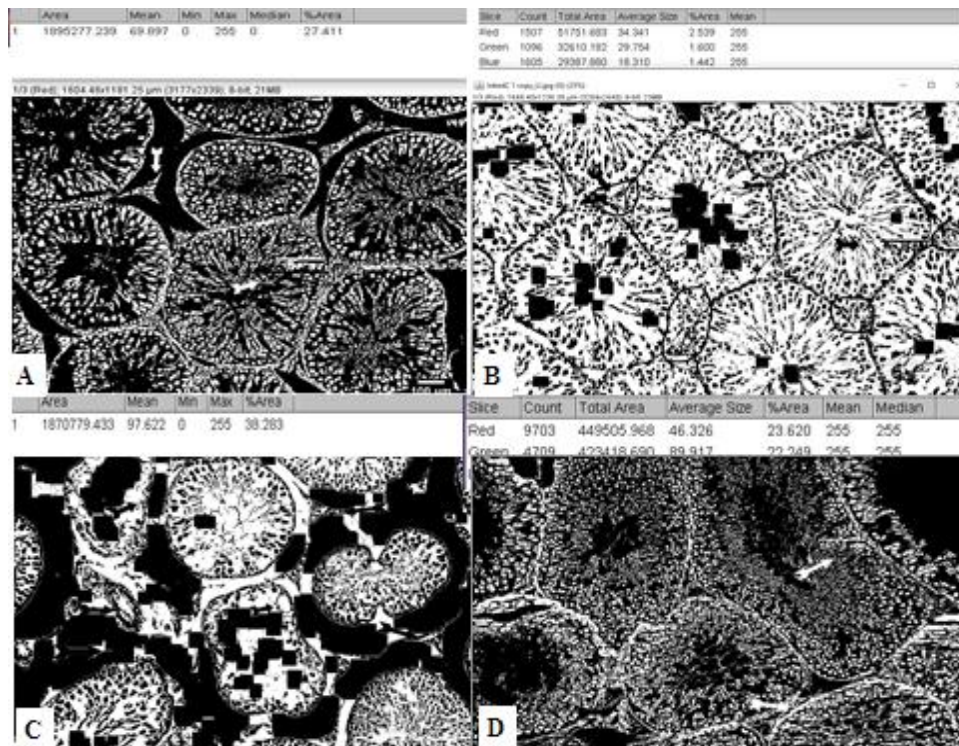 Area Mean Min Max Median %Area
1 1895277.239 69.897 0 255 0 27.411
Slice Count Total Area Average Size %Area Mean
Red 1507 51751.683 34.341 2.539 255
Green 1096 32610.182 29.754 1.600 255
Blue 1605 29387.880 18.310 1.442 255
A
B
Area Mean Min Max %Area
1 1870779.433 97.622 0 255 38.283
Slice Count Total Area Average Size %Area Mean Median
Red 9703 449505.968 46.326 23.620 255 255
Green 4709 423418.690 89.917 22.249 255 255
C
D